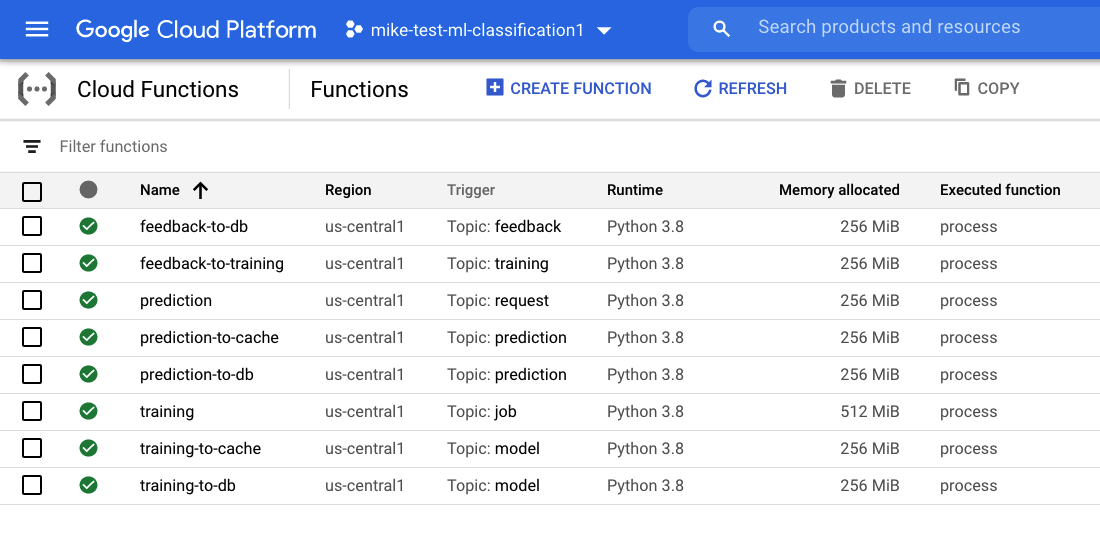 Google Cloud Platform mike-test-ml-classification1 Search products and resources
Cloud Functions Functions CREATE FUNCTION REFRESH DELETE COPY
Filter functions
Name Region Trigger Runtime Memory allocated Executed function
feedback-to-db us-central1 Topic: feedback Python 3.8 256 MiB process
feedback-to-training us-central1 Topic: training Python 3.8 256 MiB process
prediction us-central1 Topic: request Python 3.8 256 MiB process
prediction-to-cache us-central1 Topic: prediction Python 3.8 256 MiB process
prediction-to-db us-central1 Topic: prediction Python 3.8 256 MiB process
training us-central1 Topic: job Python 3.8 512 MiB process
training-to-cache us-central1 Topic: model Python 3.8 256 MiB process
training-to-db us-central1 Topic: model Python 3.8 256 MiB process